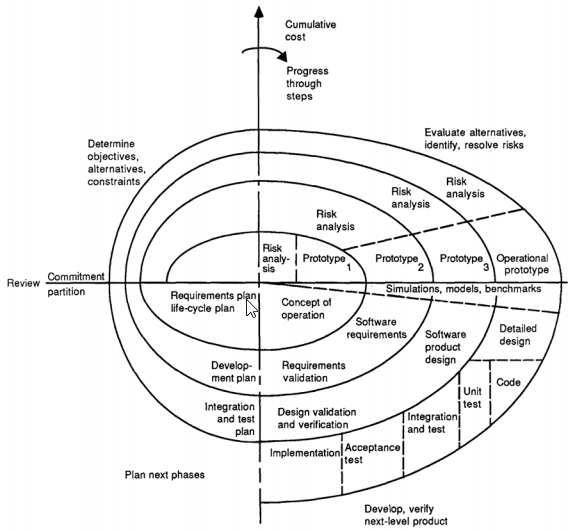 Cumulative
cost
Progress
through
steps
Determine
objectives,
alternatives,
constraints
Evaluate alternatives,
identify, resolve risks
Risk
analysis
Risk
analysis
Risk
analysis
Risk
analy-
sis
Prototype
1
Prototype
2
Prototype
3
Operational
prototype
Review
Commitment
partition
Simulations, models, benchmarks
Requirements plan
life-cycle plan
Concept of
operation
Software
requirements
Software
product
design
Detailed
design
Develop-
ment plan
Requirements
validation
Integration
and test
plan
Design validation
and verification
Implementation
Acceptance
test
Integration
and test
Unit
test
Code
Plan next phases
Develop, verify
next-level product